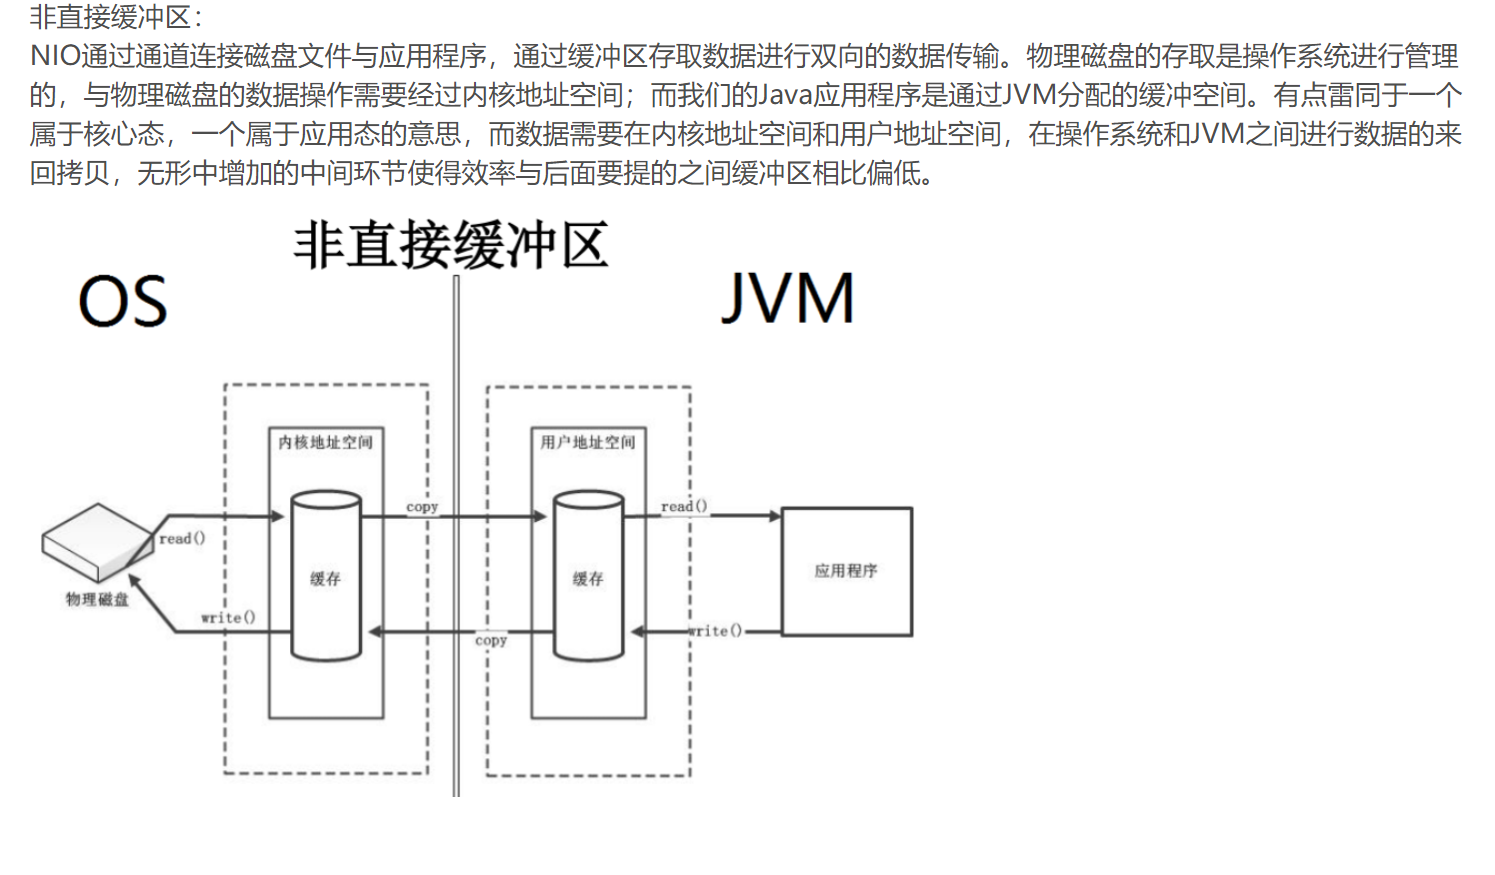 非直接缓冲区：
NIO通过通道连接磁盘文件与应用程序，通过缓冲区存取数据进行双向的数据传输。物理磁盘的存取是操作系统进行管理
的，与物理磁盘的数据操作需要经过内核地址空间；而我们的Java应用程序是通过JVM分配的缓冲空间。有点雷同于一个
属于核心态，一个属于应用态的意思，而数据需要在内核地址空间和用户地址空间，在操作系统和JVM之间进行数据的来
回拷贝，无形中增加的中间环节使得效率与后面要提的之间缓冲区相比偏低。
非直接缓冲区
OS
JVM
内核地址空间
用户地址空间
copy
read()
read()
缓存
缓存
应用程序
物理磁盘
write()
copy
write()